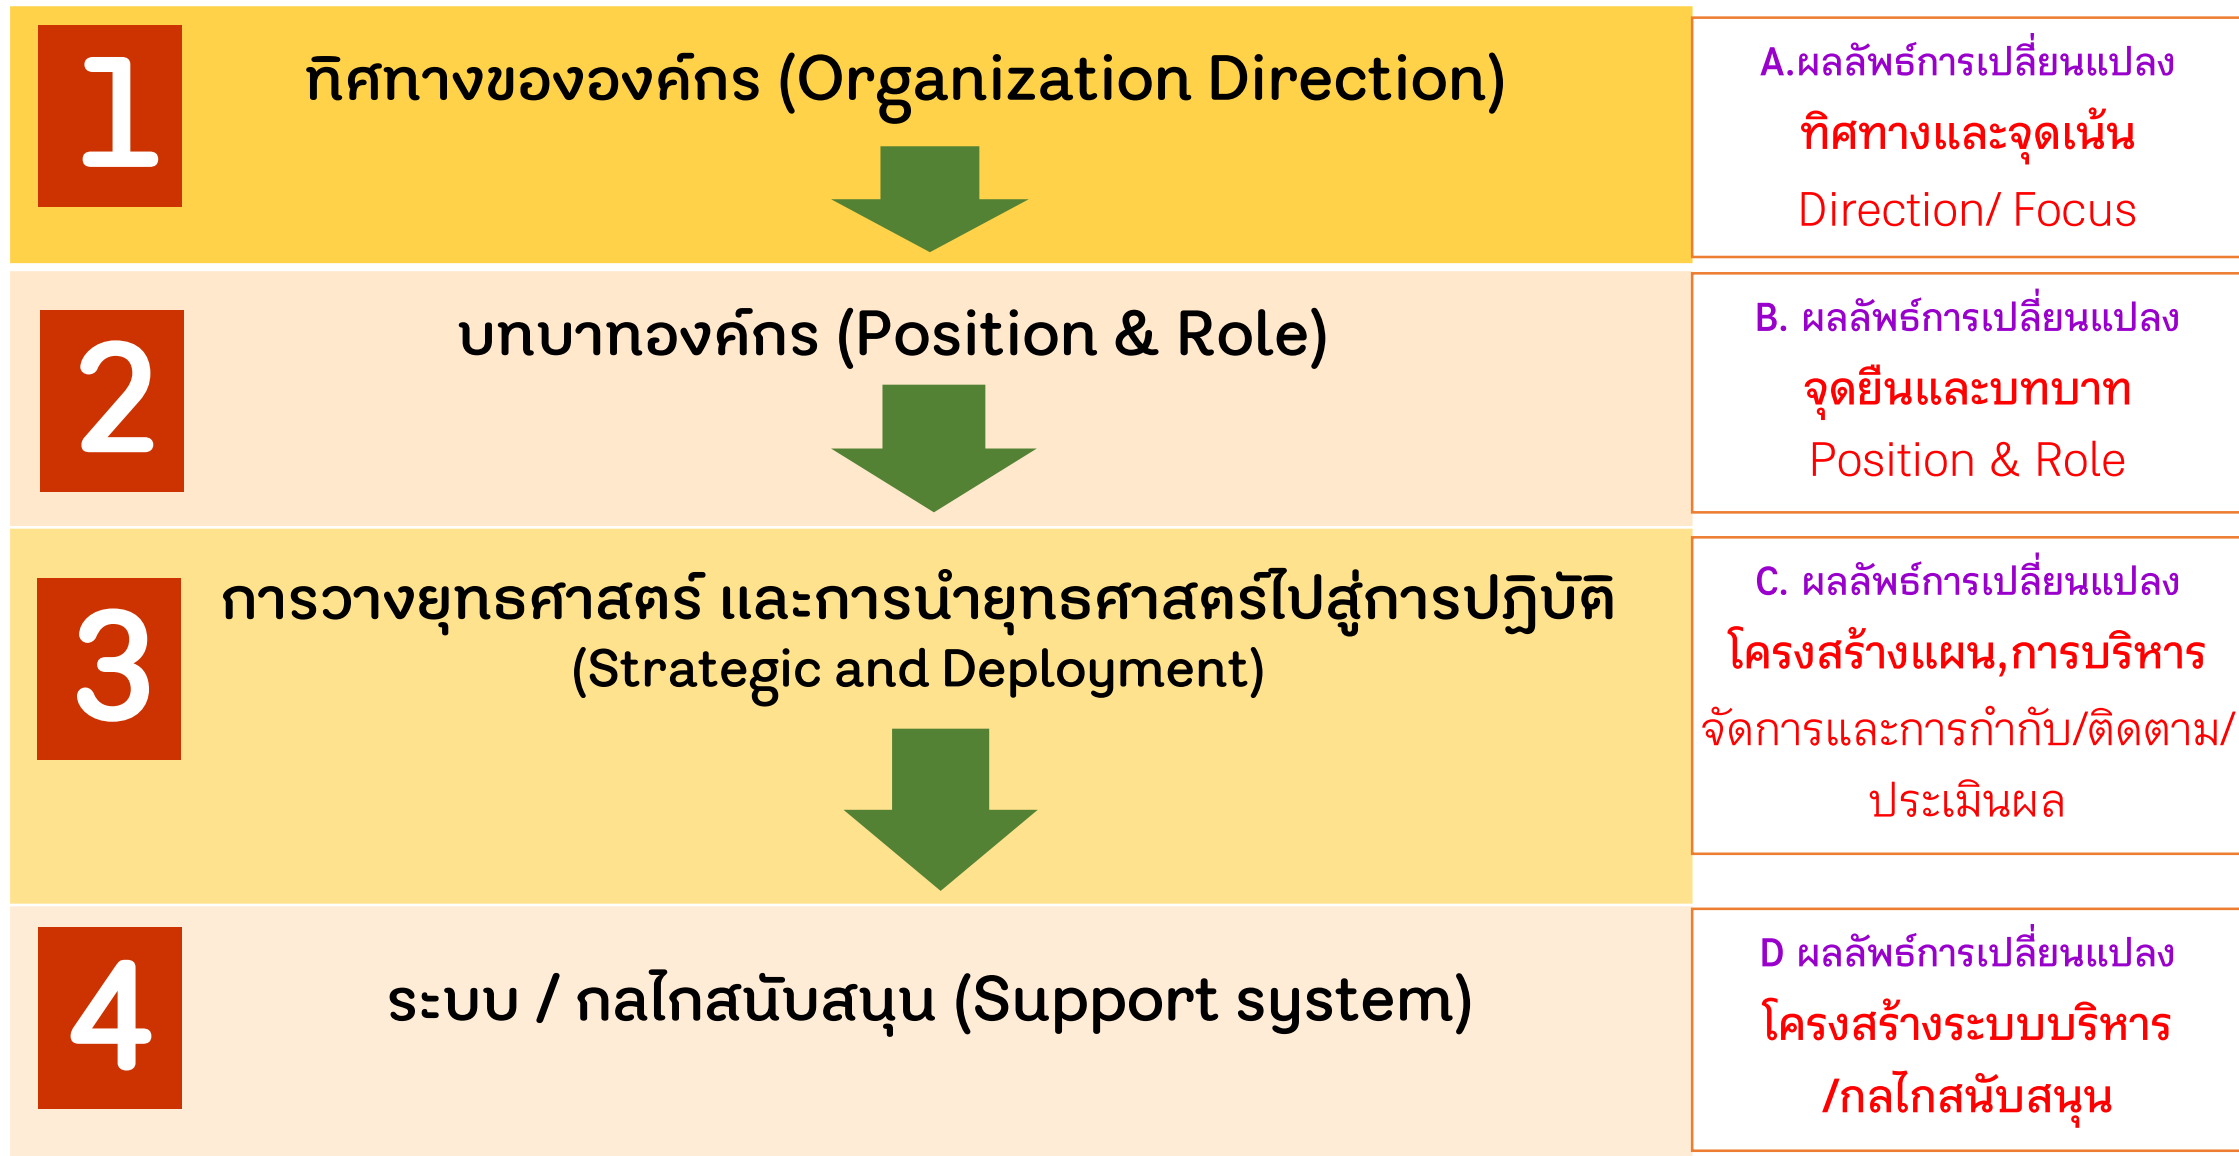 1
ทิศทางขององค์กร (Organization Direction)
A.ผลลัพธ์การเปลี่ยนแปลง
ทิศทางและจุดเน้น
Direction/ Focus
2
บทบาทองค์กร (Position & Role)
B. ผลลัพธ์การเปลี่ยนแปลง
จุดยืนและบทบาท
Position & Role
3
การวางยุทธศาสตร์ และการนำยุทธศาสตร์ไปสู่การปฏิบัติ
(Strategic and Deployment)
C. ผลลัพธ์การเปลี่ยนแปลง
โครงสร้างแผน,การบริหาร
จัดการและการกำกับ/ติดตาม/
ประเมินผล
4
ระบบ / กลไกสนับสนุน (Support system)
D ผลลัพธ์การเปลี่ยนแปลง
โครงสร้างระบบบริหาร
/กลไกสนับสนุน